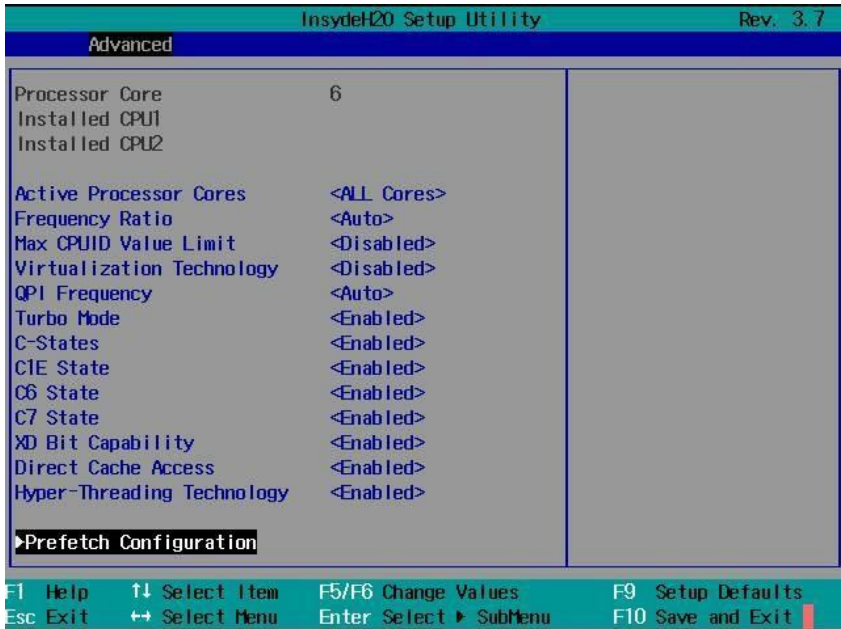 InsydeH2O Setup Utility Rev. 3.7
Advanced
Processor Core 6
Installed CPU1
Installed CPU2
Active Processor Cores <ALL Cores>
Frequency Ratio <Auto>
Max CPUID Value Limit <Disabled>
Virtualization Technology <Disabled>
QPI Frequency <Auto>
Turbo Mode <Enabled>
C-States <Enabled>
C1E State <Enabled>
C6 State <Enabled>
C7 State <Enabled>
XD Bit Capability <Enabled>
Direct Cache Access <Enabled>
Hyper-Threading Technology <Enabled>
▶Prefetch Configuration
F1 Help ↑↓ Select Item F5/F6 Change Values F9 Setup Defaults
Esc Exit ↔ Select Menu Enter Select ▶ SubMenu F10 Save and Exit